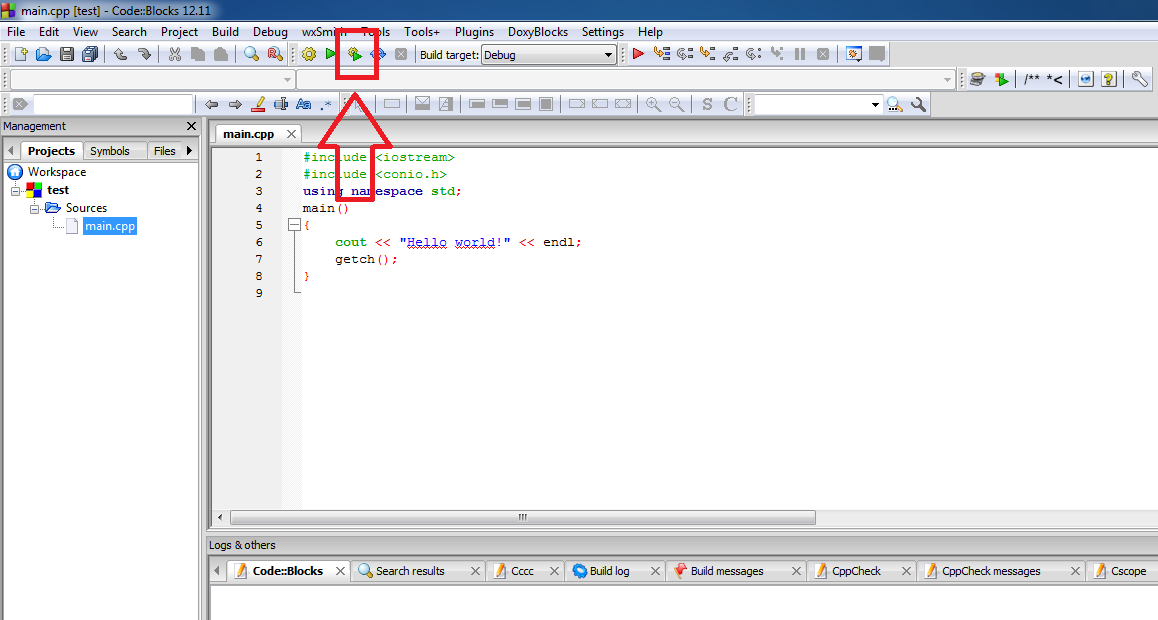 main.cpp [test] - Code::Blocks 12.11
File Edit View Search Project Build Debug wxSmith Tools Tools+ Plugins DoxyBlocks Settings Help
Build target: Debug
/** *<
Aa .*
S C
Management
Projects Symbols Files
Workspace
test
Sources
main.cpp
main.cpp
1 #include <iostream>
2 #include <conio.h>
3 using namespace std;
4 main()
5 {
6 cout << "Hello world!" << endl;
7 getch();
8 }
9
Logs & others
Code::Blocks Search results Cccc Build log Build messages CppCheck CppCheck messages Cscope